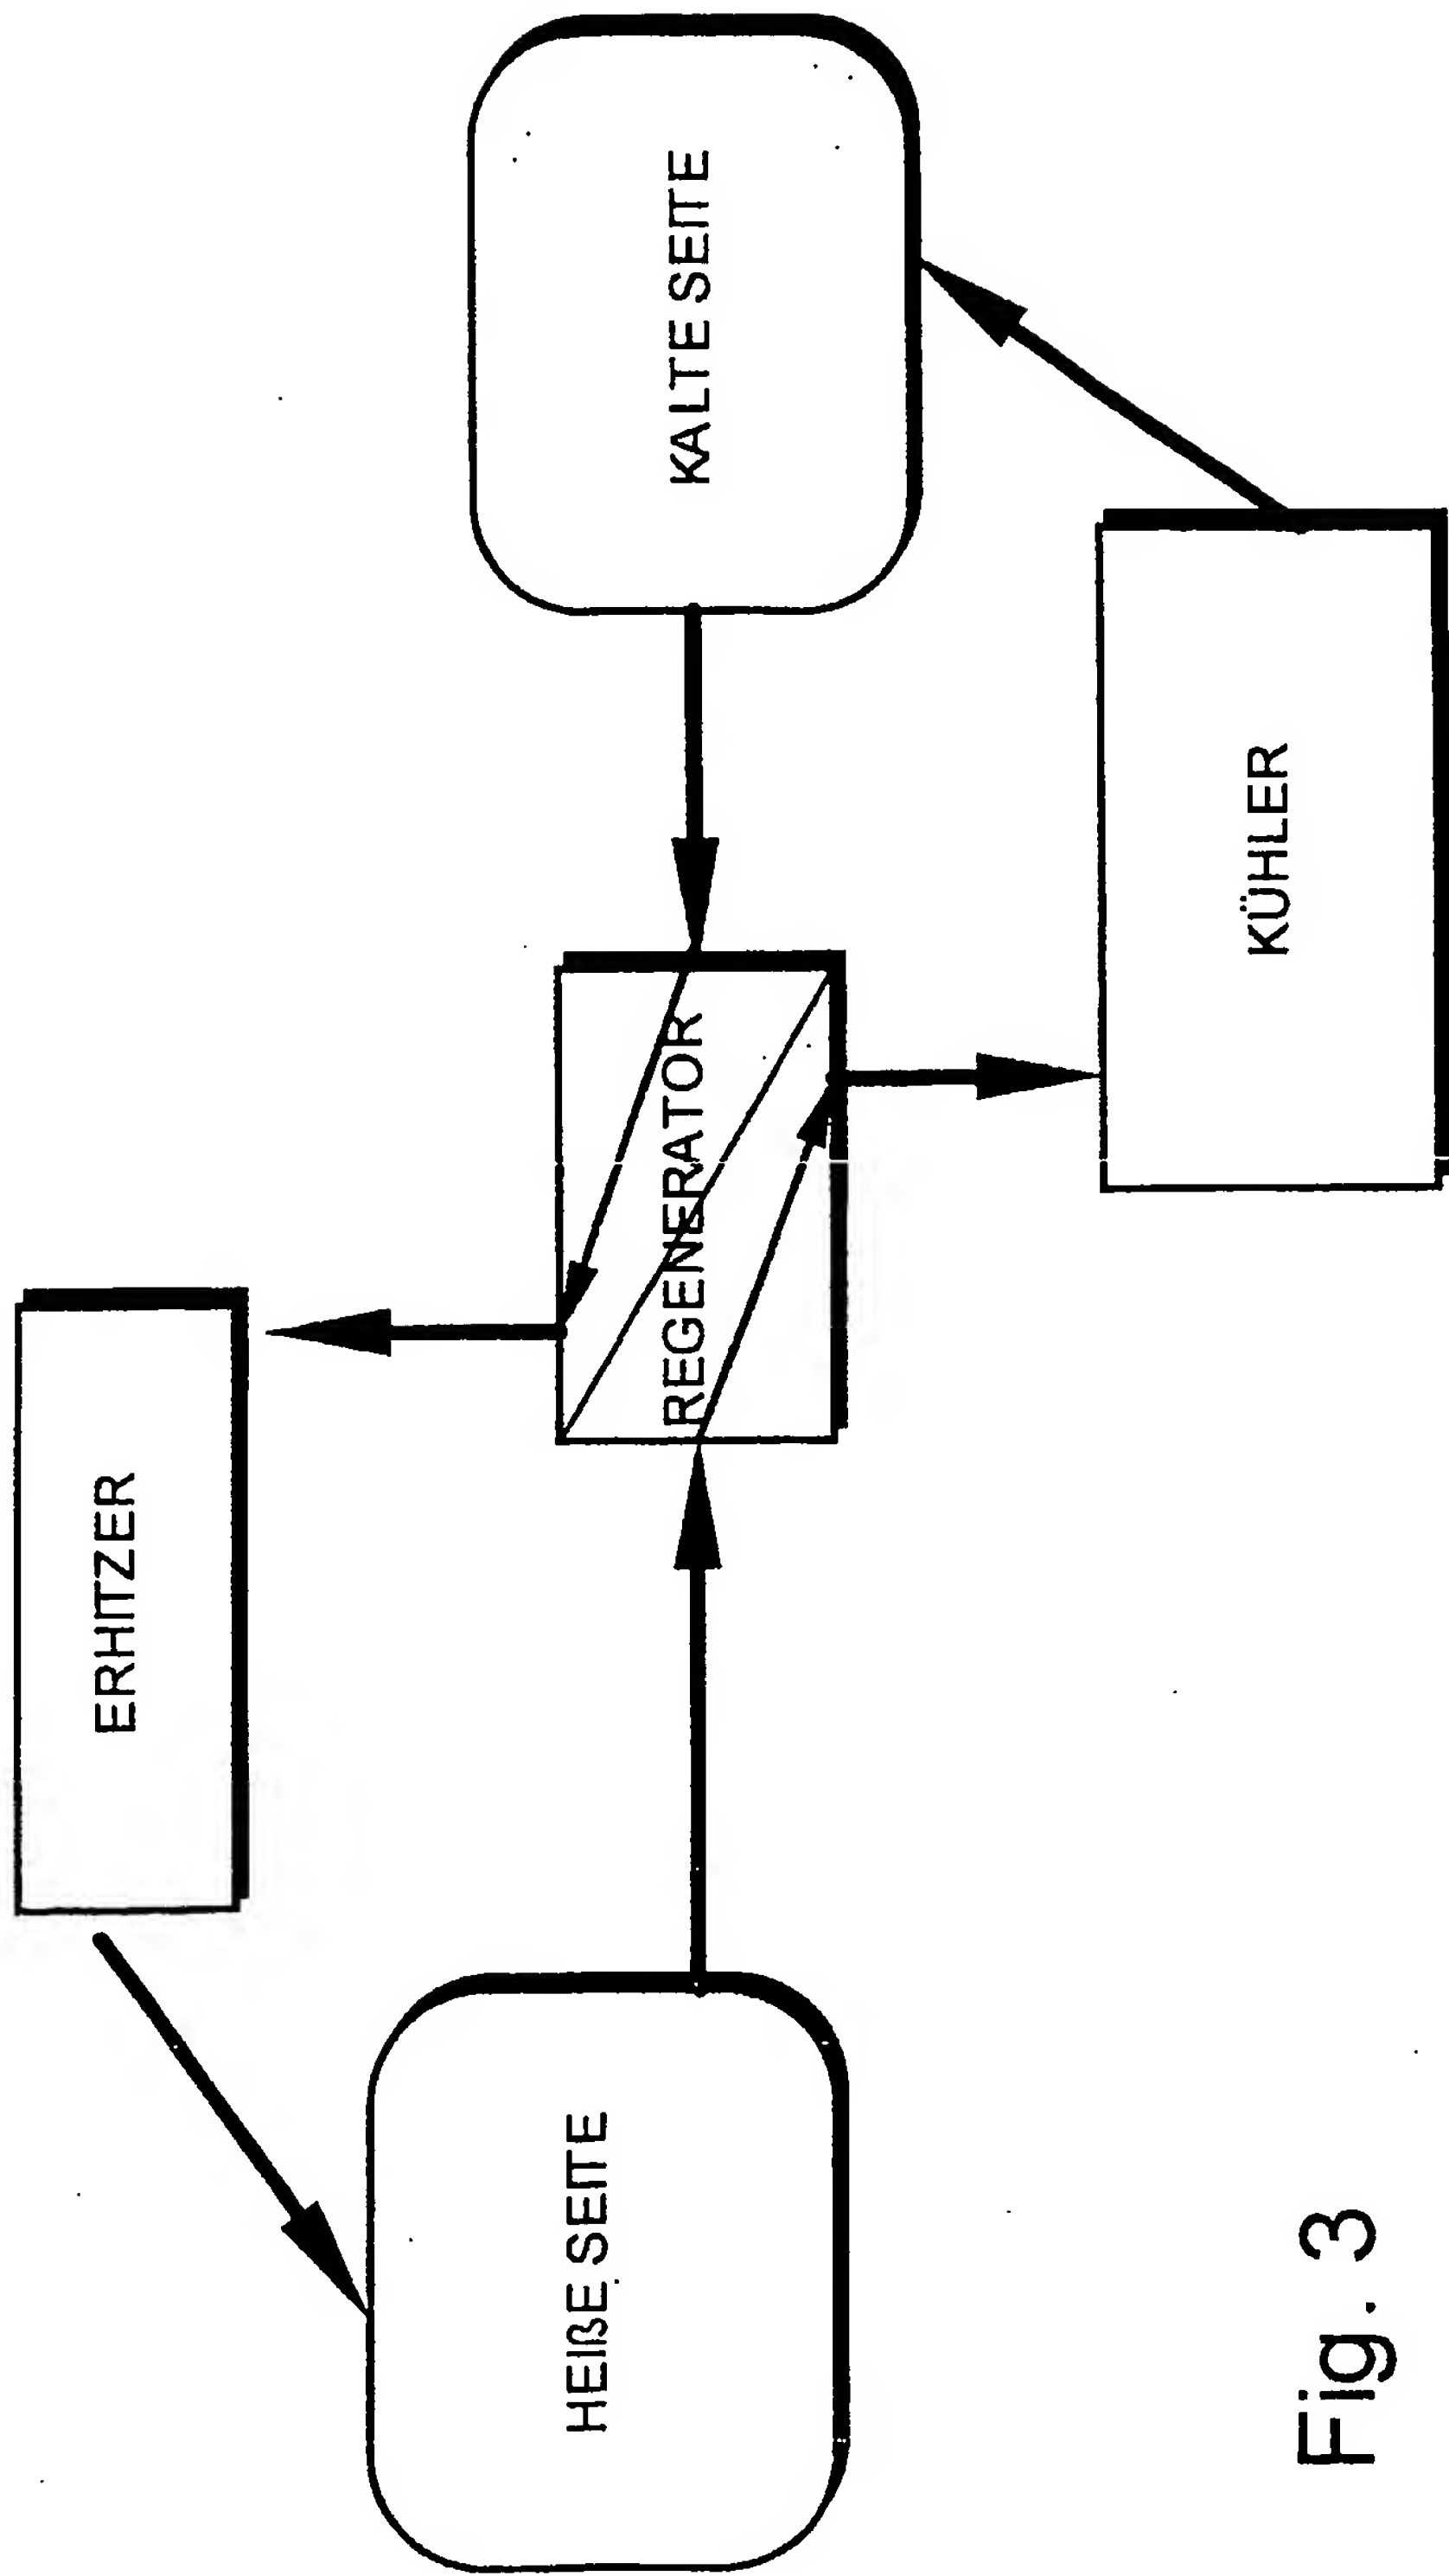 ERHITZER
HEIßE SEITE
REGENERATOR
KALTE SEITE
KÜHLER
Fig. 3